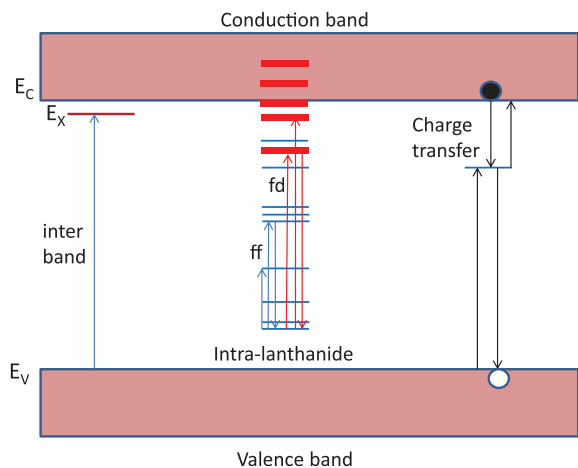 Conduction band
E_C
E_X
Charge
transfer
fd
inter
band
ff
Intra-lanthanide
E_V
Valence band